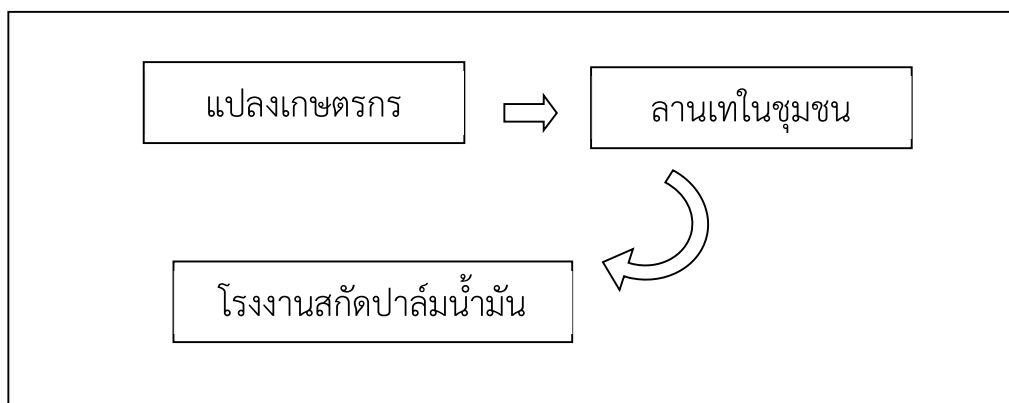 แปลงเกษตรกร
ลานเทในชุมชน
โรงงานสกัดปาล์มน้ำมัน